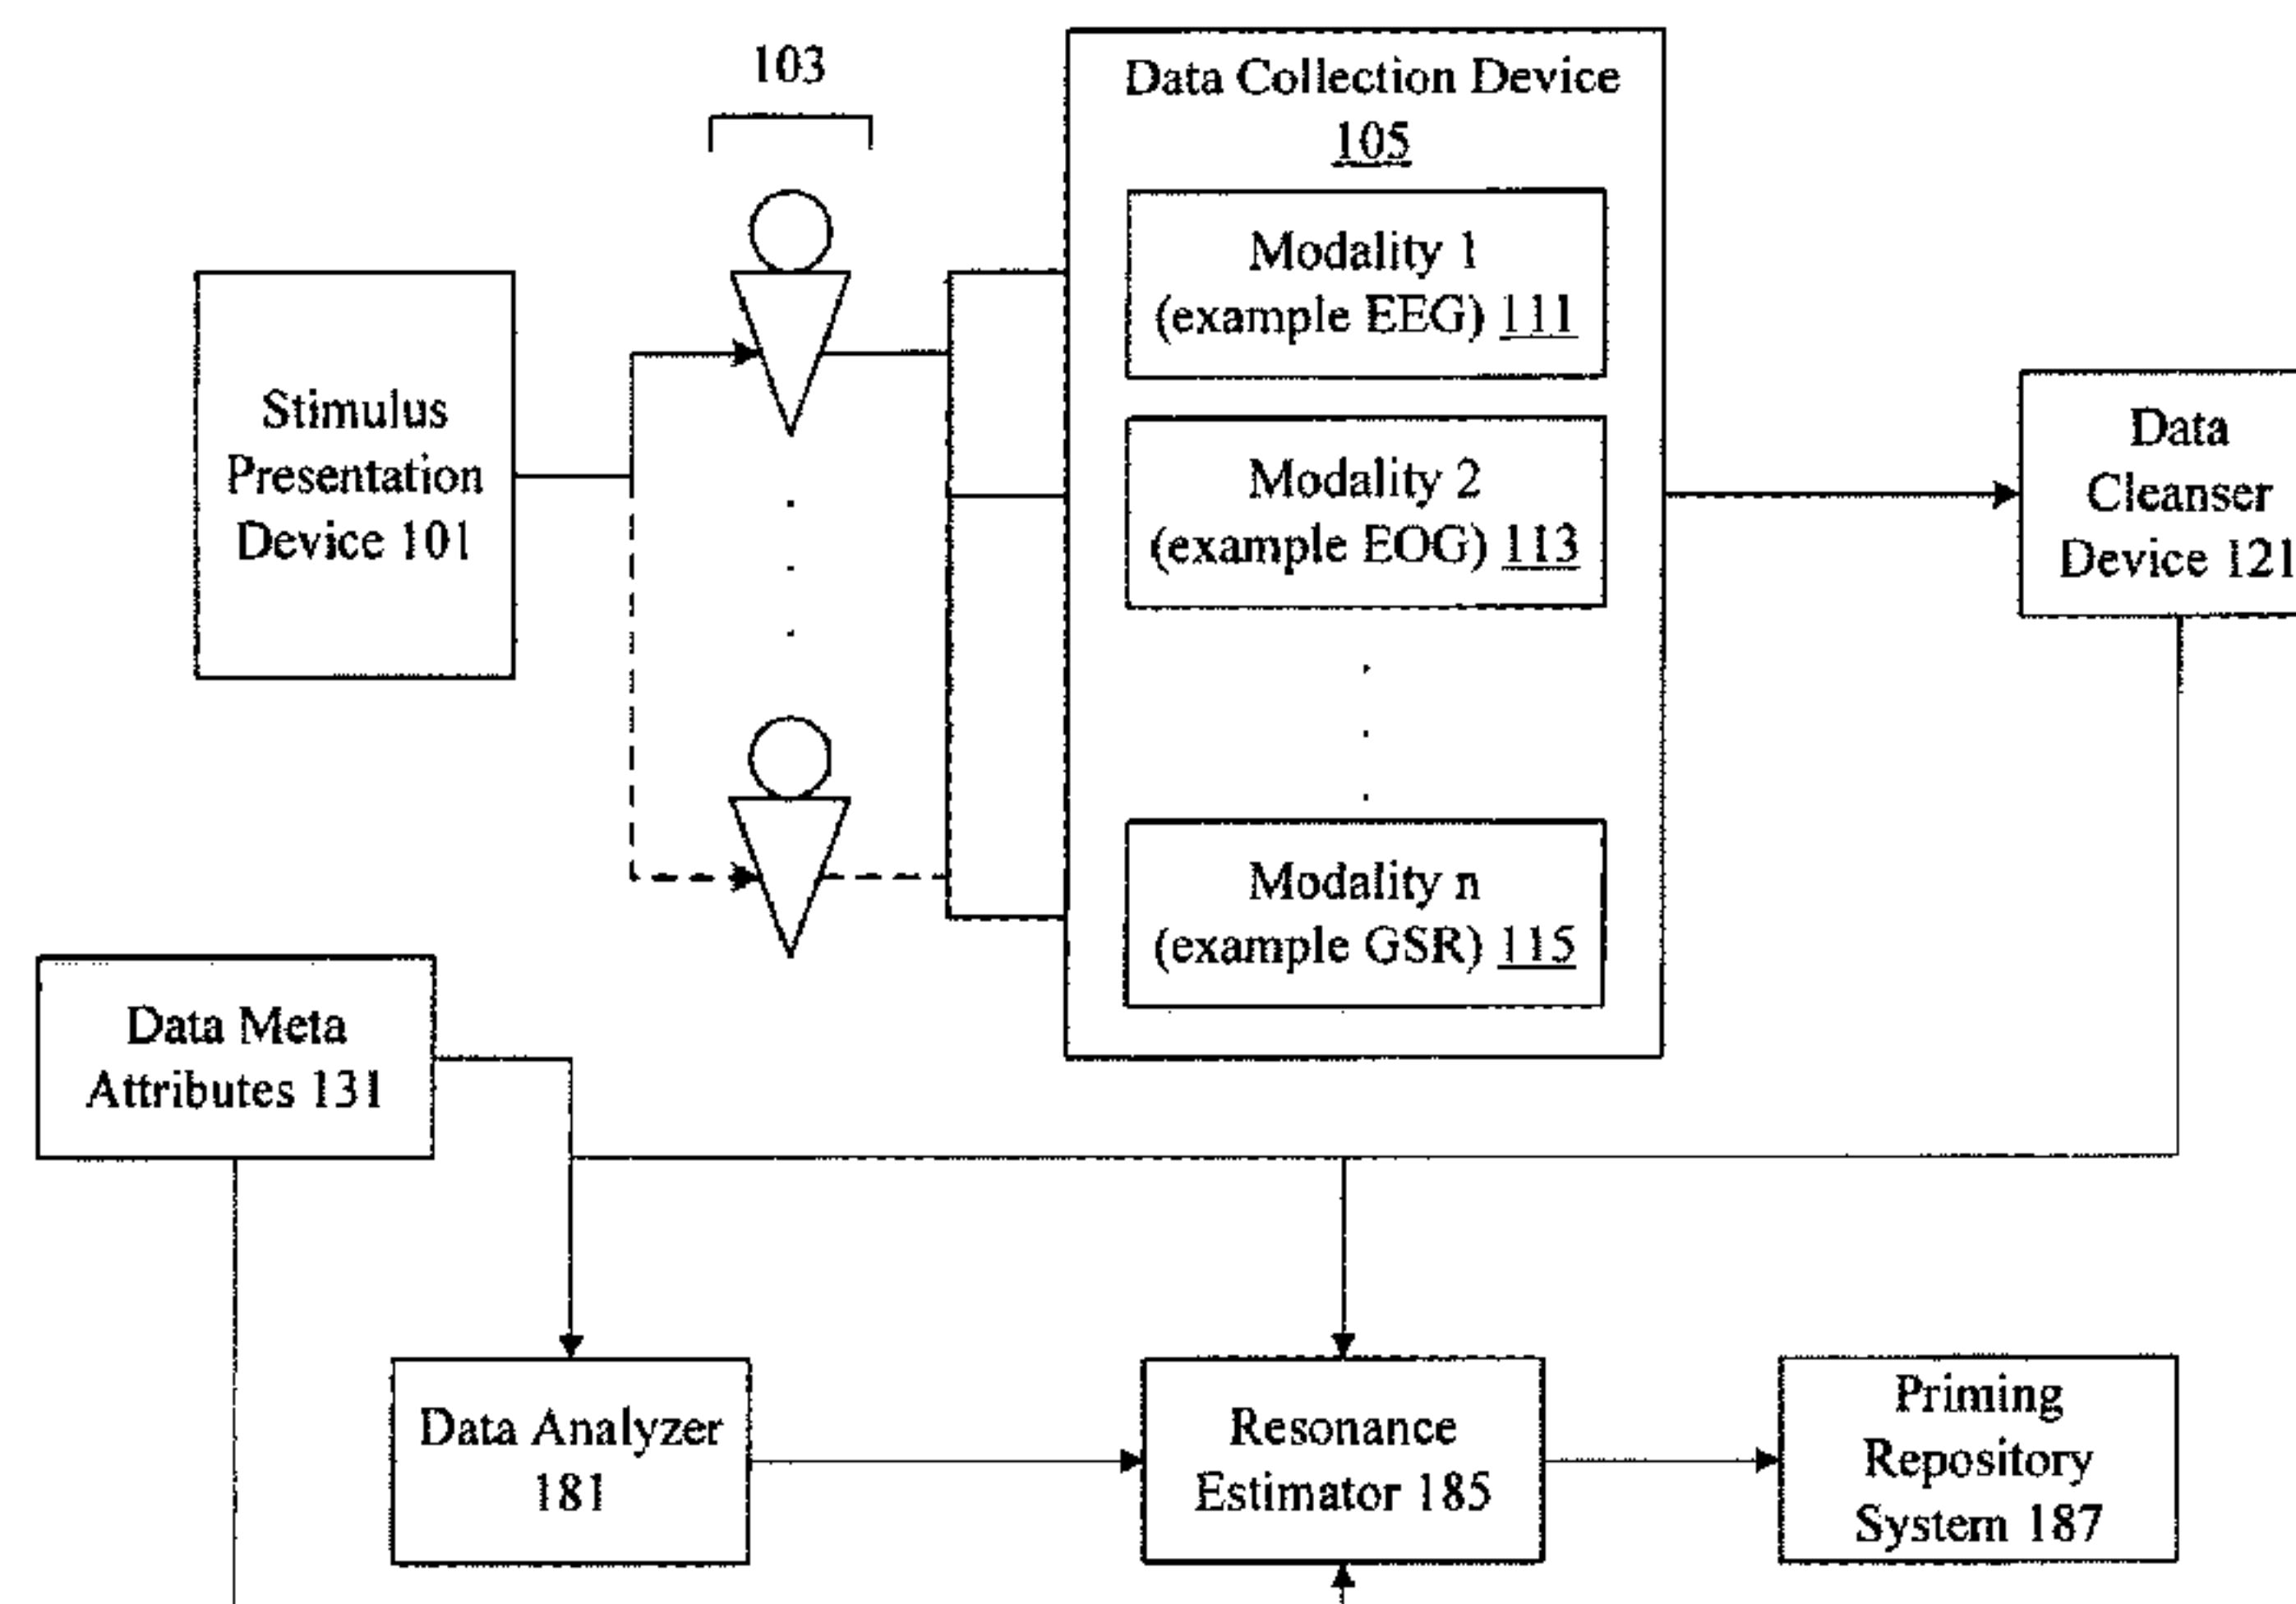 103
Data Collection Device
105
Modality 1
(example EEG) 111
Stimulus
Presentation
Device 101
Modality 2
(example EOG) 113
Data
Cleanser
Device 121
Modality n
(example GSR) 115
Data Meta
Attributes 131
Data Analyzer
181
Resonance
Estimator 185
Priming
Repository
System 187